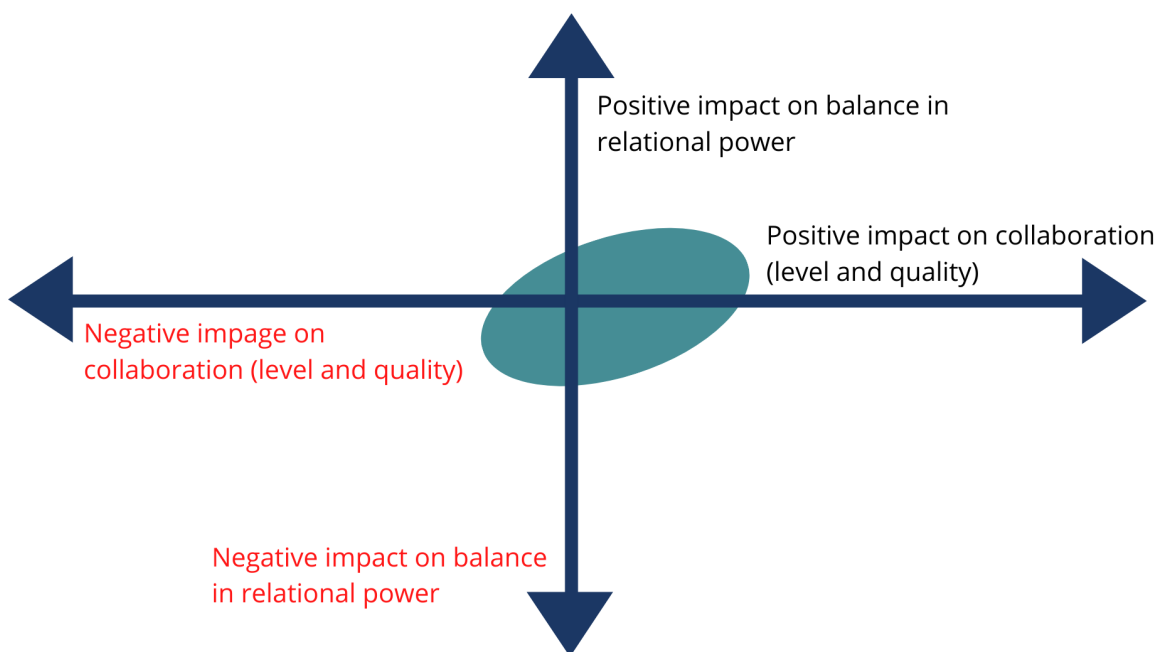 Positive impact on balance in
relational power
Positive impact on collaboration
(level and quality)
Negative impage on
collaboration (level and quality)
Negative impact on balance
in relational power